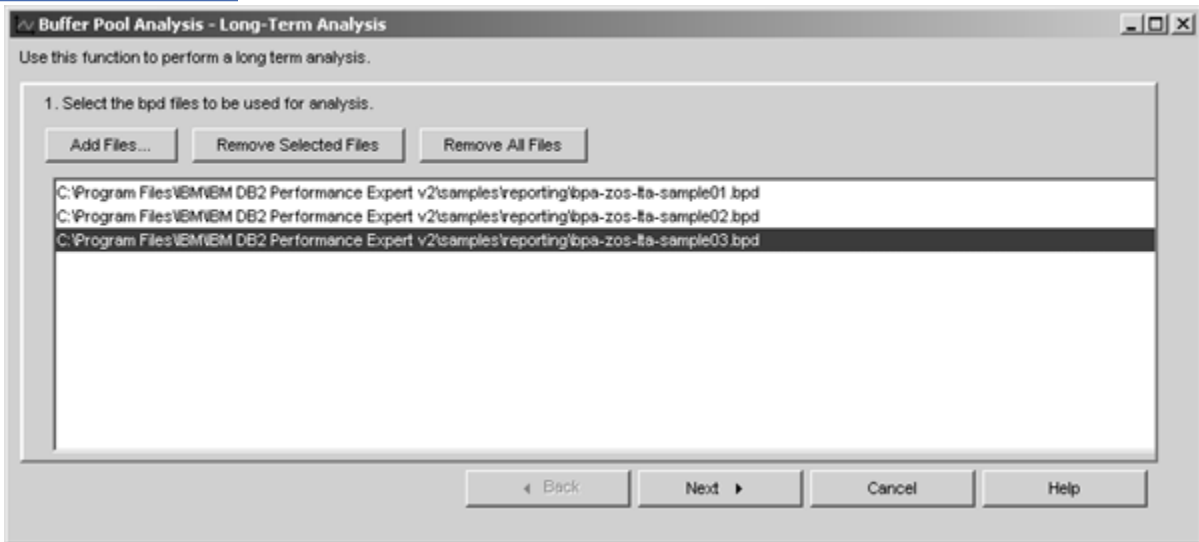 Buffer Pool Analysis - Long-Term Analysis
Use this function to perform a long term analysis.
1. Select the bpd files to be used for analysis.
Add Files... Remove Selected Files Remove All Files
C:\Program Files\IBM\IBM DB2 Performance Expert v2\samples\reporting\bpa-zos-lta-sample01.bpd
C:\Program Files\IBM\IBM DB2 Performance Expert v2\samples\reporting\bpa-zos-lta-sample02.bpd
C:\Program Files\IBM\IBM DB2 Performance Expert v2\samples\reporting\bpa-zos-lta-sample03.bpd
Back Next Cancel Help